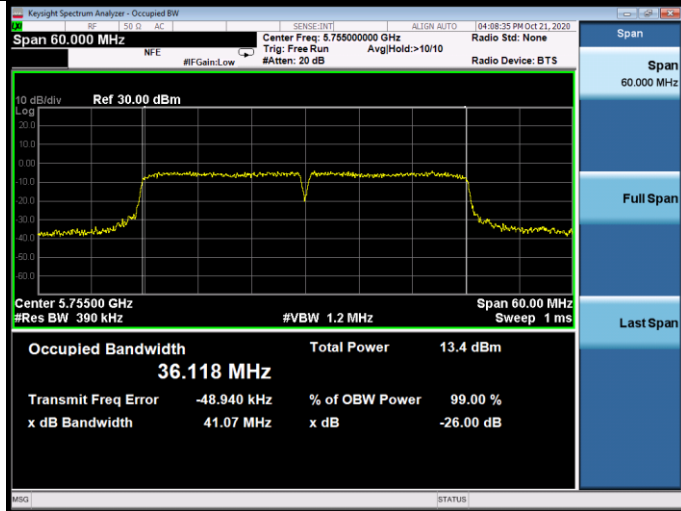 Keysight Spectrum Analyzer - Occupied BW
LXI RF 50 Ω AC SENSE:INT ALIGN AUTO 04:08:35 PM Oct 21, 2020
Span 60.000 MHz
Center Freq: 5.755000000 GHz
Radio Std: None
NFE
Trig: Free Run Avg|Hold:>10/10
#IFGain:Low
#Atten: 20 dB
Radio Device: BTS
10 dB/div Ref 30.00 dBm
Log
20.0
10.0
0.00
-10.0
-20.0
-30.0
-40.0
-50.0
-60.0
Center 5.75500 GHz
Span 60.00 MHz
#Res BW 390 kHz
#VBW 1.2 MHz
Sweep 1 ms
Occupied Bandwidth
36.118 MHz
Total Power 13.4 dBm
Transmit Freq Error -48.940 kHz
% of OBW Power 99.00 %
x dB Bandwidth 41.07 MHz
x dB -26.00 dB
MSG
STATUS
Span
Span
60.000 MHz
Full Span
Last Span